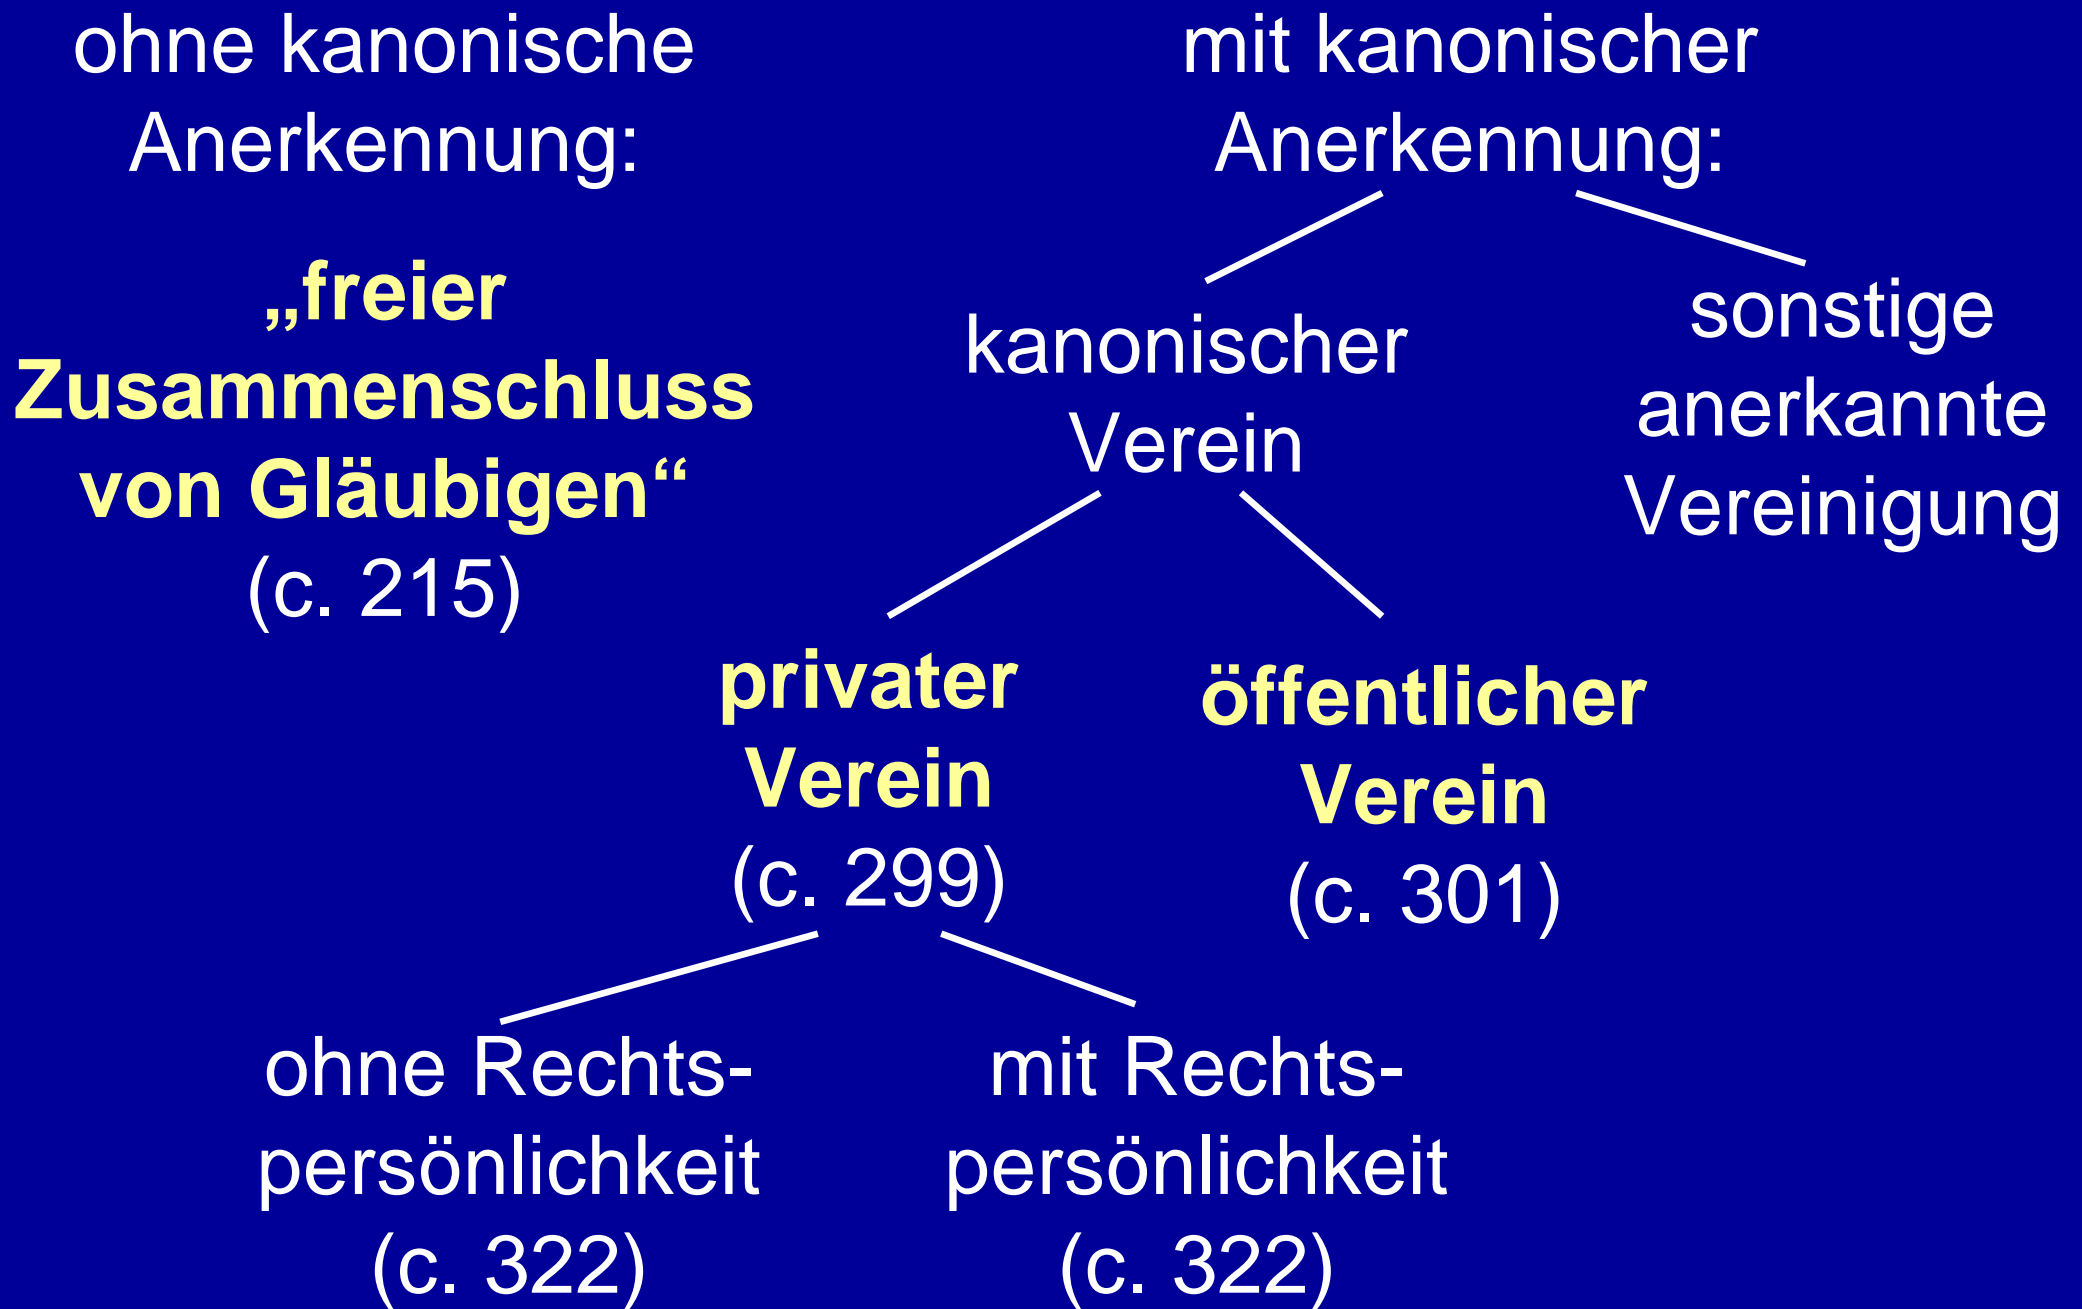 ohne kanonische
Anerkennung:
„freier
Zusammenschluss
von Gläubigen“
(c. 215)
mit kanonischer
Anerkennung:
kanonischer
Verein
sonstige
anerkannte
Vereinigung
privater
Verein
(c. 299)
öffentlicher
Verein
(c. 301)
ohne Rechts-
persönlichkeit
(c. 322)
mit Rechts-
persönlichkeit
(c. 322)